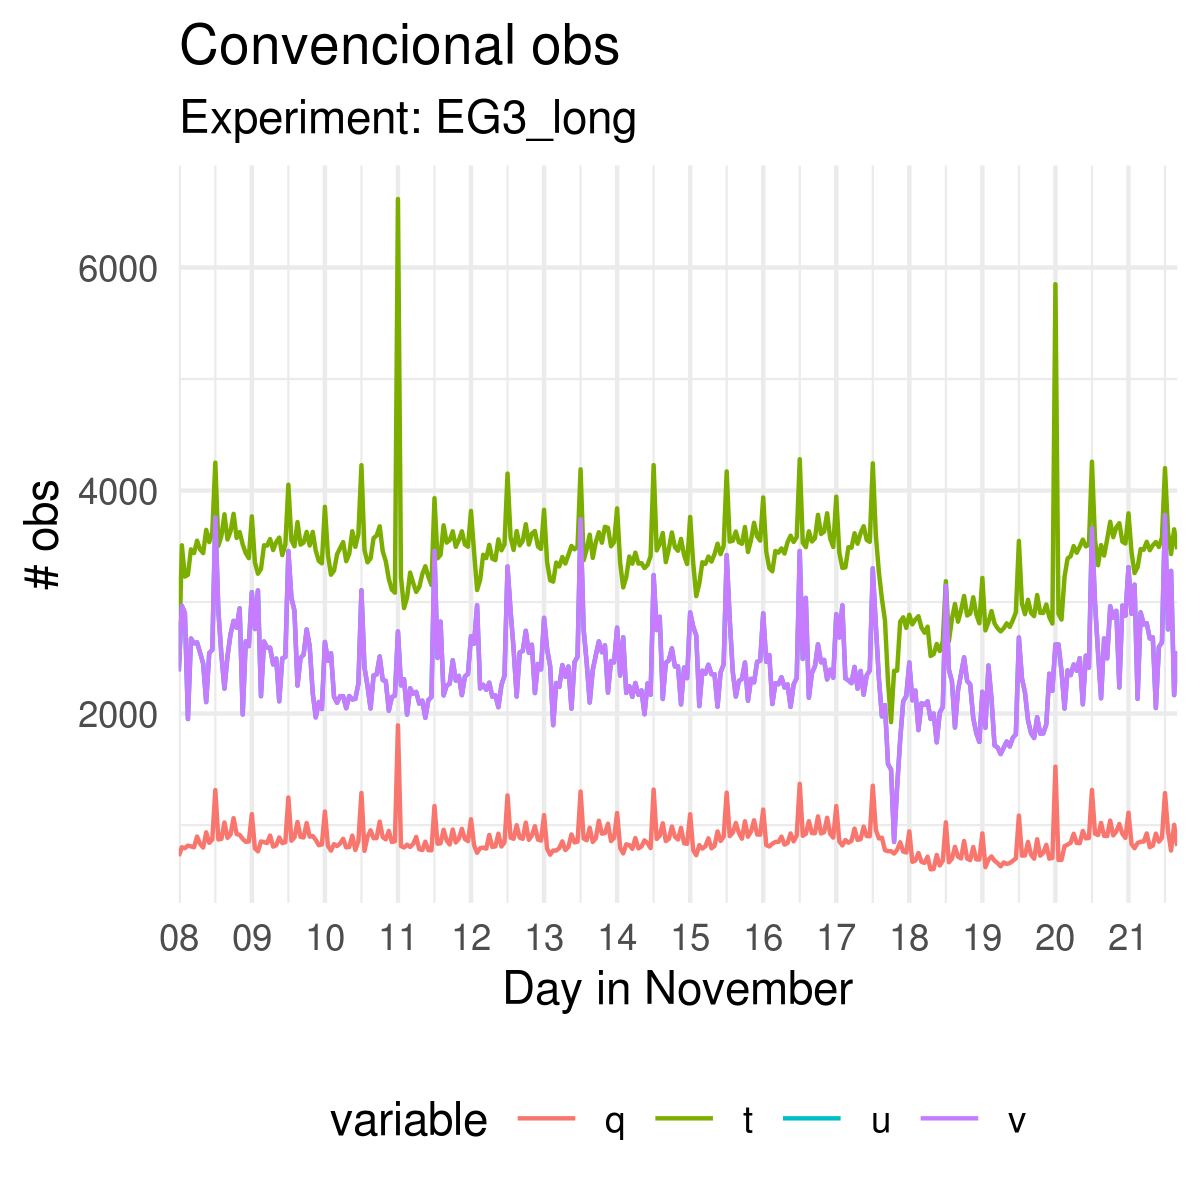 Convencional obs
Experiment: EG3_long
6000
4000
2000
# obs
08 09 10 11 12 13 14 15 16 17 18 19 20 21
Day in November
variable q t u v